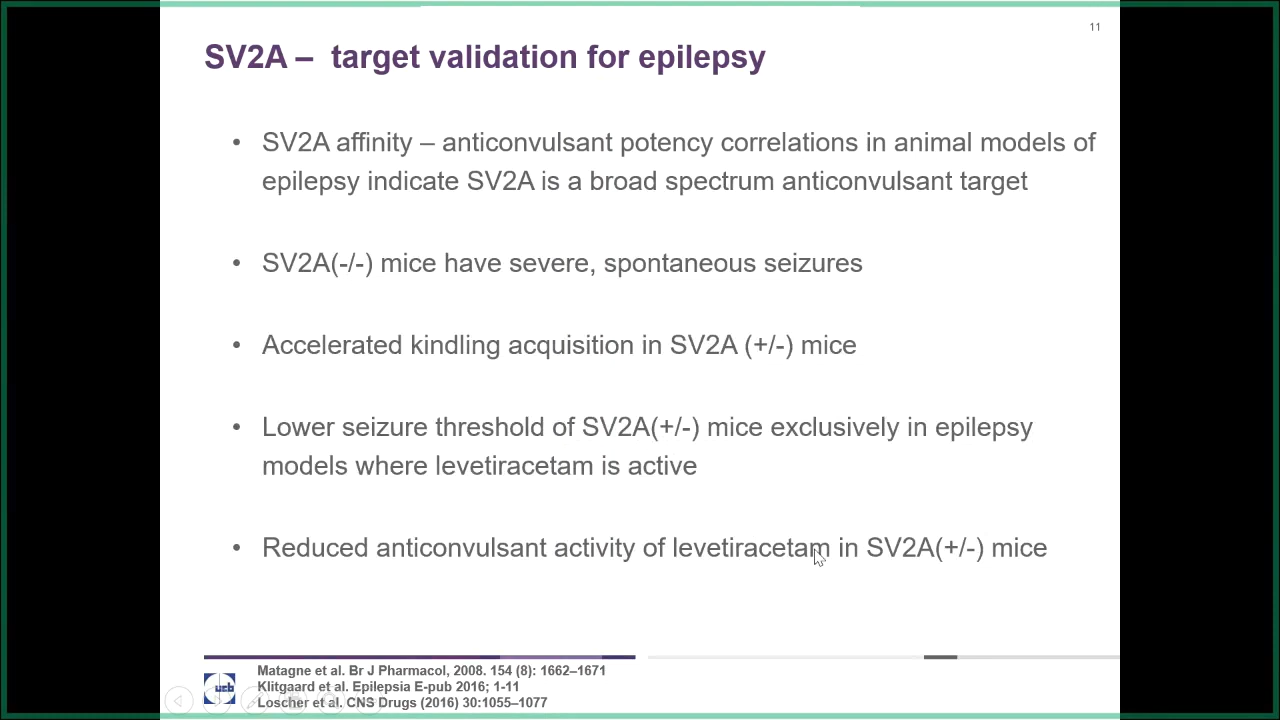 11
SV2A – target validation for epilepsy
• SV2A affinity – anticonvulsant potency correlations in animal models of
epilepsy indicate SV2A is a broad spectrum anticonvulsant target
• SV2A(-/-) mice have severe, spontaneous seizures
• Accelerated kindling acquisition in SV2A (+/-) mice
• Lower seizure threshold of SV2A(+/-) mice exclusively in epilepsy
models where levetiracetam is active
• Reduced anticonvulsant activity of levetiracetam in SV2A(+/-) mice
Matagne et al. Br J Pharmacol, 2008. 154 (8): 1662–1671
Klitgaard et al. Epilepsia E-pub 2016; 1-11
Loscher et al. CNS Drugs (2016) 30:1055–1077
ucb